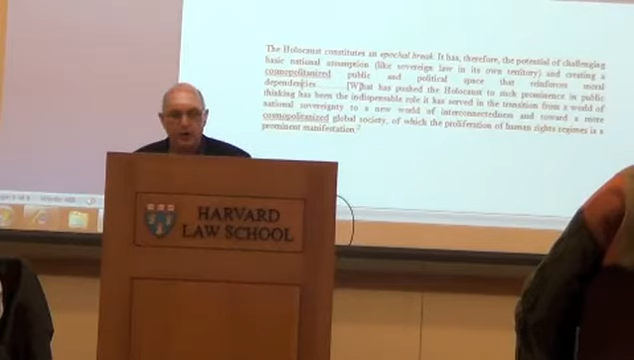 The Holocaust constitutes an epochal break. It has, therefore, the potential of challenging
basic national assumption (like sovereign law in its own territory) and creating a
cosmopolitanized public and political space that reinforces moral
dependencies.........[W]hat has pushed the Holocaust to such prominence in public
thinking has been the indispensable role it has served in the transition from a world of
national sovereignty to a new world of interconnectedness and toward a more
cosmopolitanized global society, of which the proliferation of human rights regimes is a
prominent manifestation.2
HARVARD
LAW SCHOOL